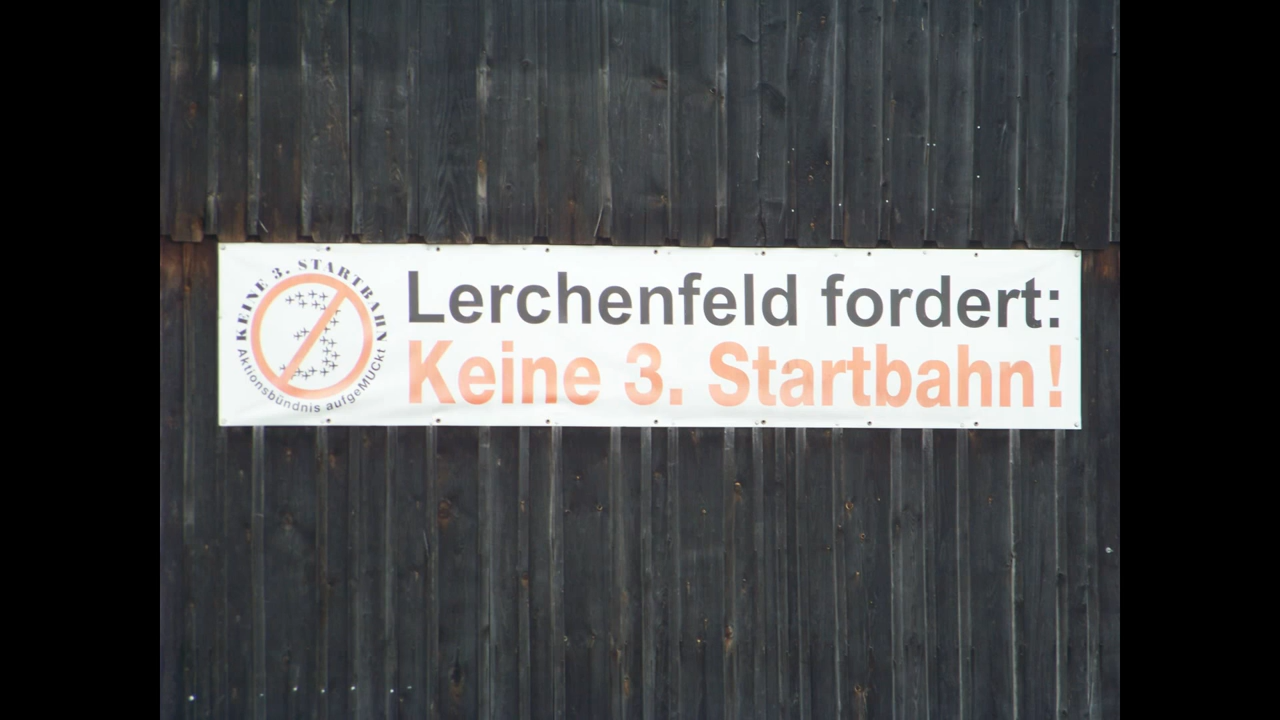 KEINE 3. STARTBAHN
Aktionsbündnis aufgeMUCkt
Lerchenfeld fordert:
Keine 3. Startbahn!